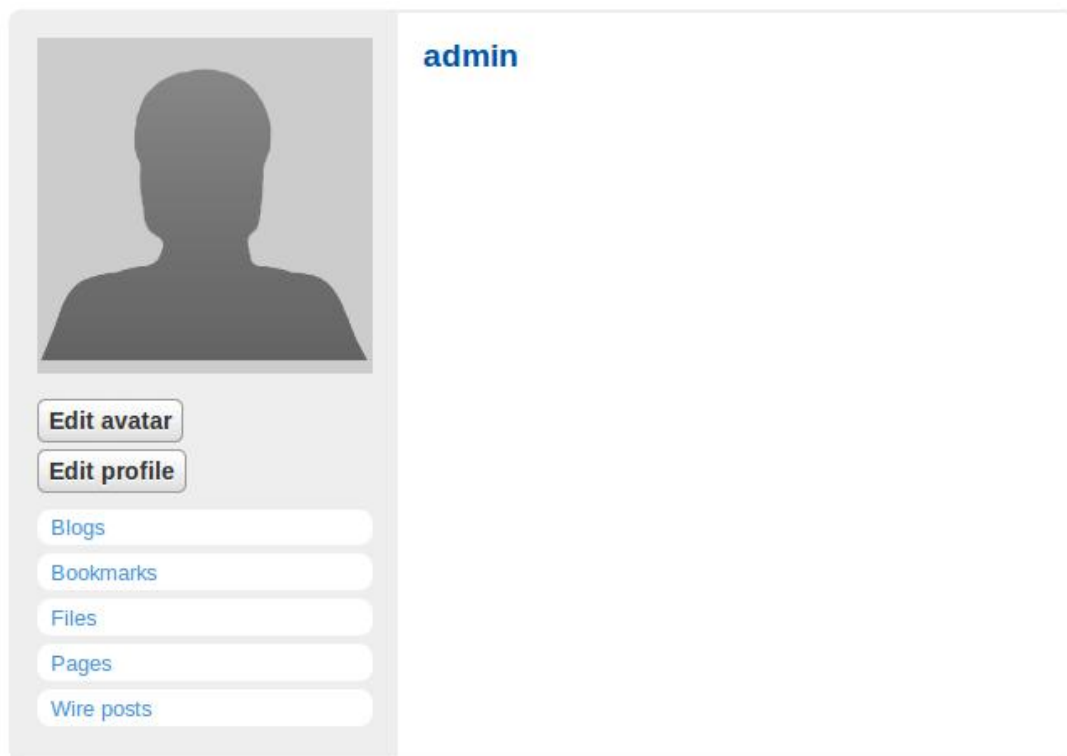 admin
Edit avatar
Edit profile
Blogs
Bookmarks
Files
Pages
Wire posts